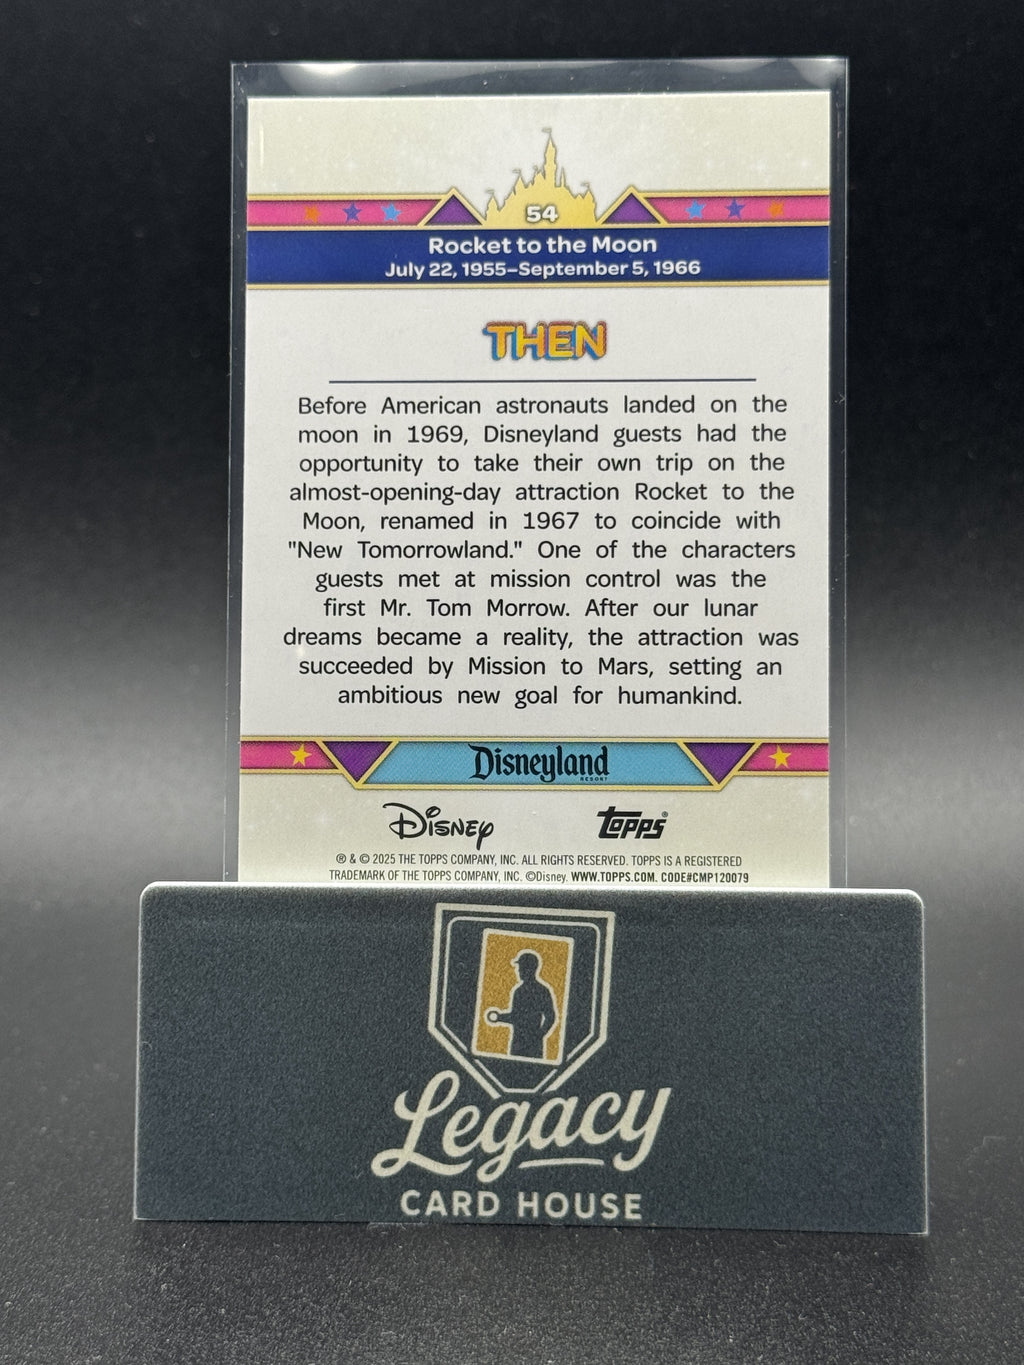 54
Rocket to the Moon
July 22, 1955–September 5, 1966
THEN
Before American astronauts landed on the
moon in 1969, Disneyland guests had the
opportunity to take their own trip on the
almost-opening-day attraction Rocket to the
Moon, renamed in 1967 to coincide with
"New Tomorrowland." One of the characters
guests met at mission control was the
first Mr. Tom Morrow. After our lunar
dreams became a reality, the attraction was
succeeded by Mission to Mars, setting an
ambitious new goal for humankind.
Disneyland
RESORT
Disney Topps®
® & © 2025 THE TOPPS COMPANY, INC. ALL RIGHTS RESERVED. TOPPS IS A REGISTERED
TRADEMARK OF THE TOPPS COMPANY, INC. ©Disney. WWW.TOPPS.COM. CODE#CMP120079
Legacy
CARD HOUSE